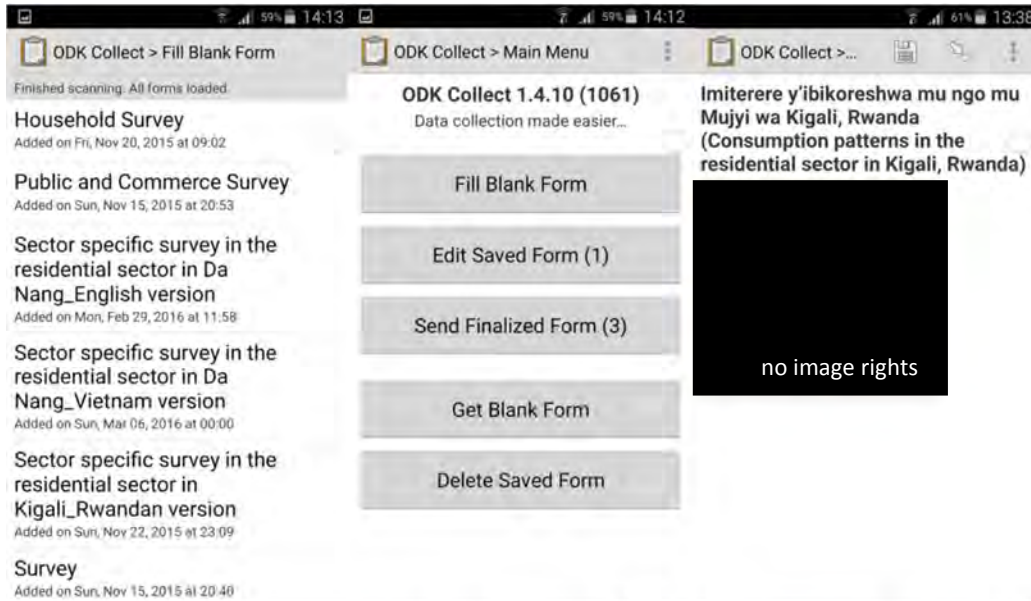 59% 14:13
ODK Collect > Fill Blank Form
Finished scanning. All forms loaded.
Household Survey
Added on Fri, Nov 20, 2015 at 09:02
Public and Commerce Survey
Added on Sun, Nov 15, 2015 at 20:53
Sector specific survey in the
residential sector in Da
Nang_English version
Added on Mon, Feb 29, 2016 at 11:58
Sector specific survey in the
residential sector in Da
Nang_Vietnam version
Added on Sun, Mar 06, 2016 at 00:00
Sector specific survey in the
residential sector in
Kigali_Rwandan version
Added on Sun, Nov 22, 2015 at 23:09
Survey
Added on Sun, Nov 15, 2015 at 20:40
59% 14:12
ODK Collect > Main Menu
ODK Collect 1.4.10 (1061)
Data collection made easier...
Fill Blank Form
Edit Saved Form (1)
Send Finalized Form (3)
Get Blank Form
Delete Saved Form
61% 13:38
ODK Collect >...
Imiterere y'ibikoreshwa mu ngo mu
Mujyi wa Kigali, Rwanda
(Consumption patterns in the
residential sector in Kigali, Rwanda)
no image rights